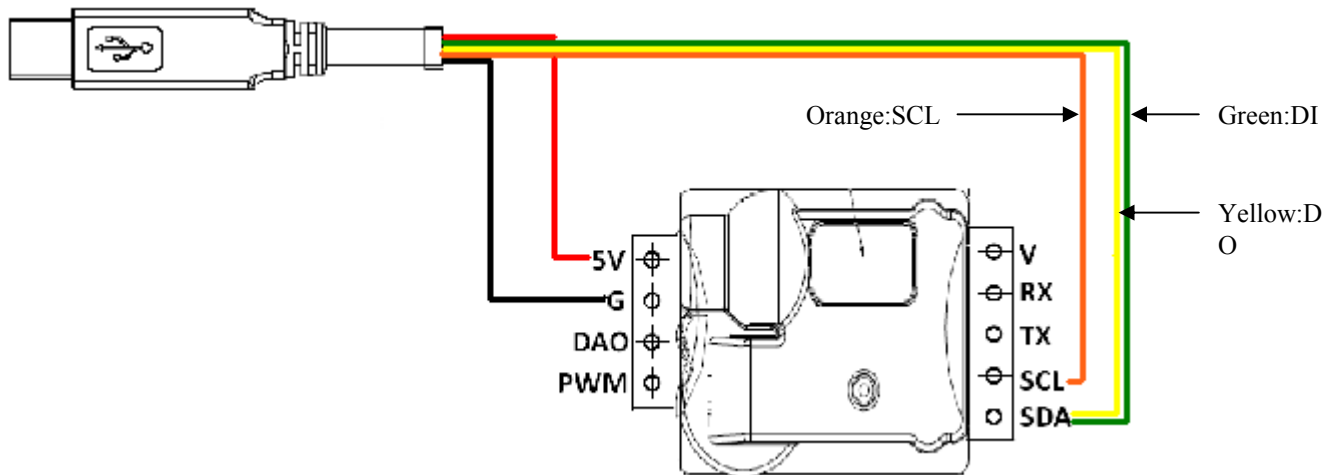 Orange:SCL
Green:DI
Yellow:D
O
5V
G
DAO
PWM
V
RX
TX
SCL
SDA